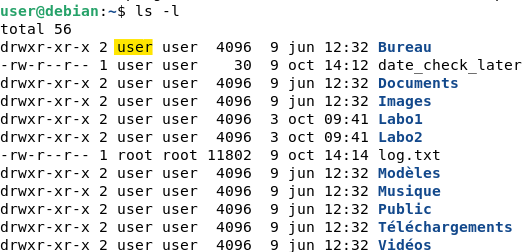 user@debian:~$ ls -l
total 56
drwxr-xr-x 2 user user  4096  9 jun 12:32 Bureau
-rw-r--r-- 1 user user    30  9 oct 14:12 date_check_later
drwxr-xr-x 2 user user  4096  9 jun 12:32 Documents
drwxr-xr-x 2 user user  4096  9 jun 12:32 Images
drwxr-xr-x 2 user user  4096  3 oct 09:41 Labo1
drwxr-xr-x 2 user user  4096  3 oct 09:41 Labo2
-rw-r--r-- 1 root root 11802  9 oct 14:14 log.txt
drwxr-xr-x 2 user user  4096  9 jun 12:32 Modèles
drwxr-xr-x 2 user user  4096  9 jun 12:32 Musique
drwxr-xr-x 2 user user  4096  9 jun 12:32 Public
drwxr-xr-x 2 user user  4096  9 jun 12:32 Téléchargements
drwxr-xr-x 2 user user  4096  9 jun 12:32 Vidéos